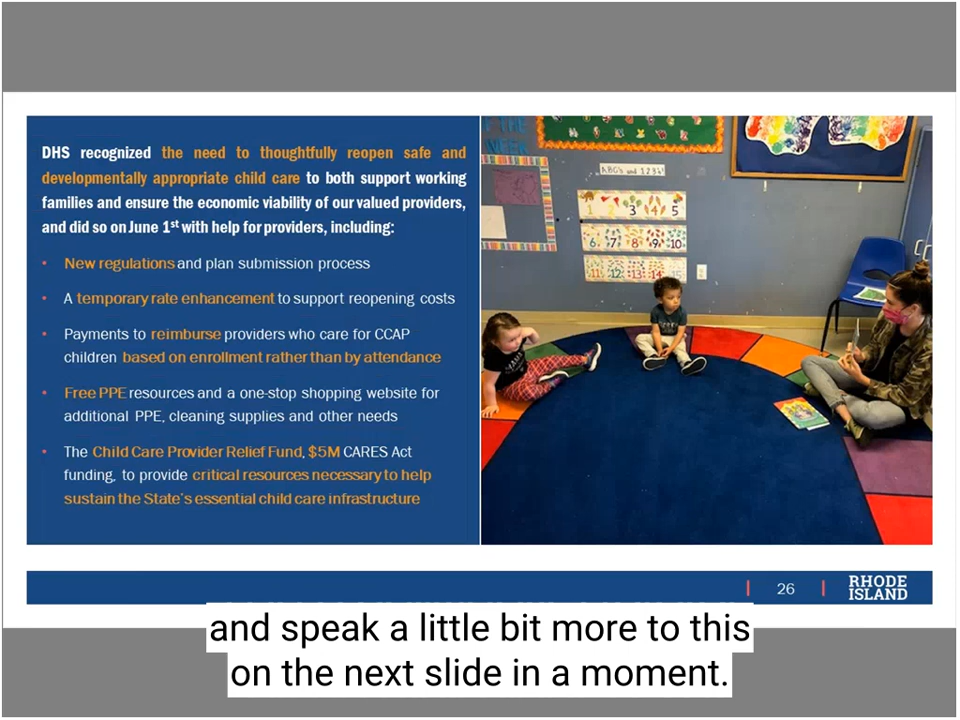 DHS recognized the need to thoughtfully reopen safe and
developmentally appropriate child care to both support working
families and ensure the economic viability of our valued providers,
and did so on June 1st with help for providers, including:
• New regulations and plan submission process
• A temporary rate enhancement to support reopening costs
• Payments to reimburse providers who care for CCAP
children based on enrollment rather than by attendance
• Free PPE resources and a one-stop shopping website for
additional PPE, cleaning supplies and other needs
• The Child Care Provider Relief Fund, $5M CARES Act
funding, to provide critical resources necessary to help
sustain the State's essential child care infrastructure
OF THE
WEEK
ABC's and 1234!
1 2 3 4 5
6 7 8 9 10
11 12 13 14 15
| 26 | RHODE
ISLAND
and speak a little bit more to this
on the next slide in a moment.